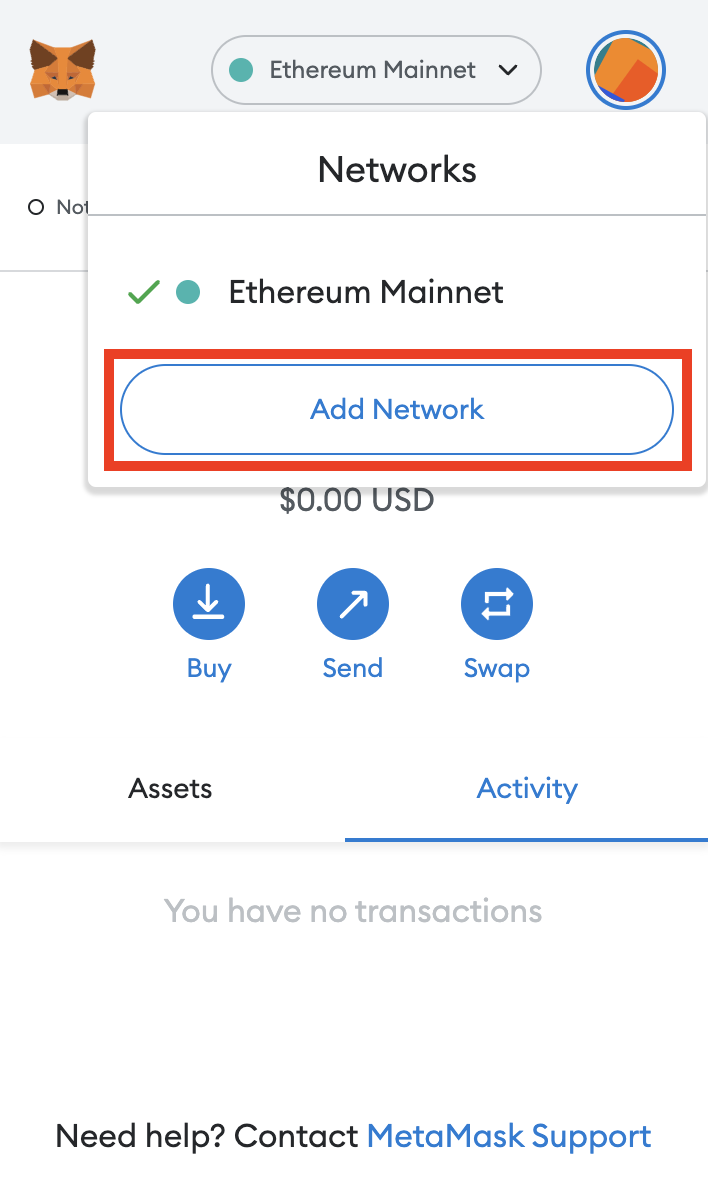 Ethereum Mainnet
Networks
Not
Ethereum Mainnet
Add Network
$0.00 USD
Buy
Send
Swap
Assets
Activity
You have no transactions
Need help? Contact MetaMask Support